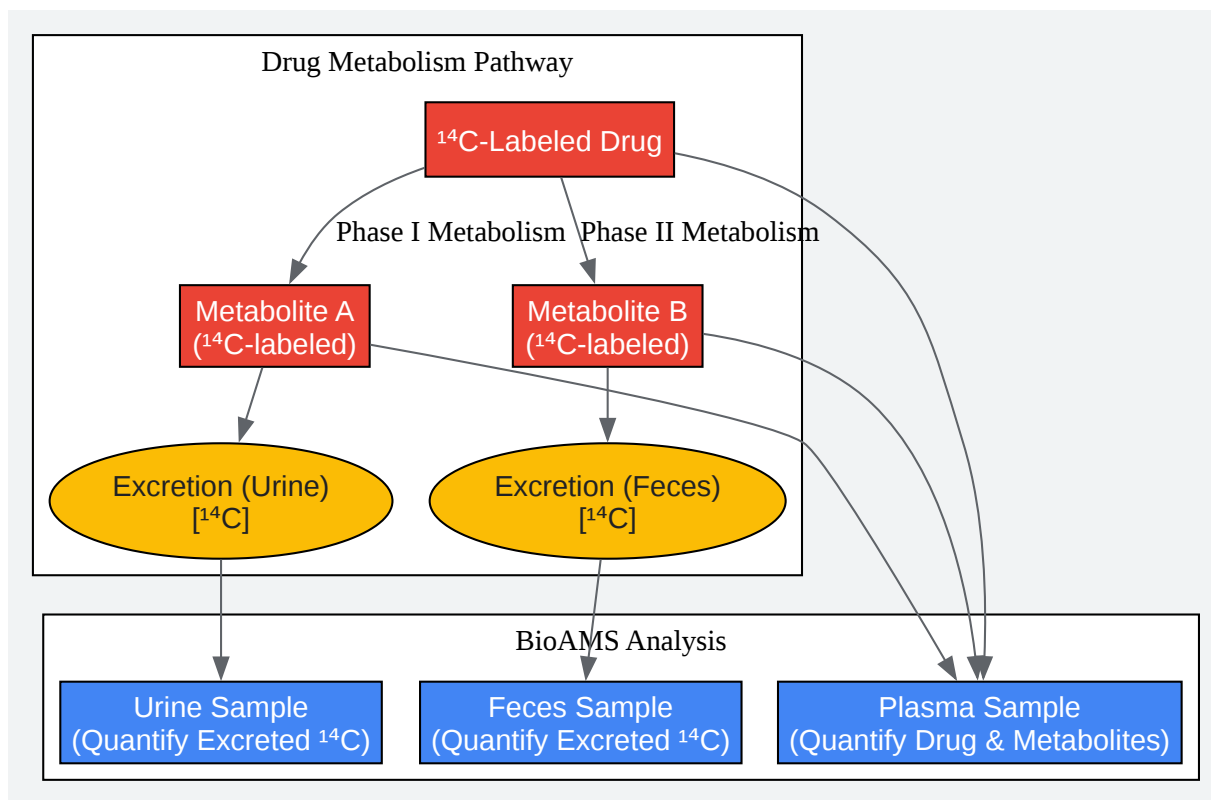 Drug Metabolism Pathway
¹⁴C-Labeled Drug
Phase I Metabolism
Phase II Metabolism
Metabolite A
(¹⁴C-labeled)
Metabolite B
(¹⁴C-labeled)
Excretion (Urine)
[¹⁴C]
Excretion (Feces)
[¹⁴C]
BioAMS Analysis
Urine Sample
(Quantify Excreted ¹⁴C)
Feces Sample
(Quantify Excreted ¹⁴C)
Plasma Sample
(Quantify Drug & Metabolites)